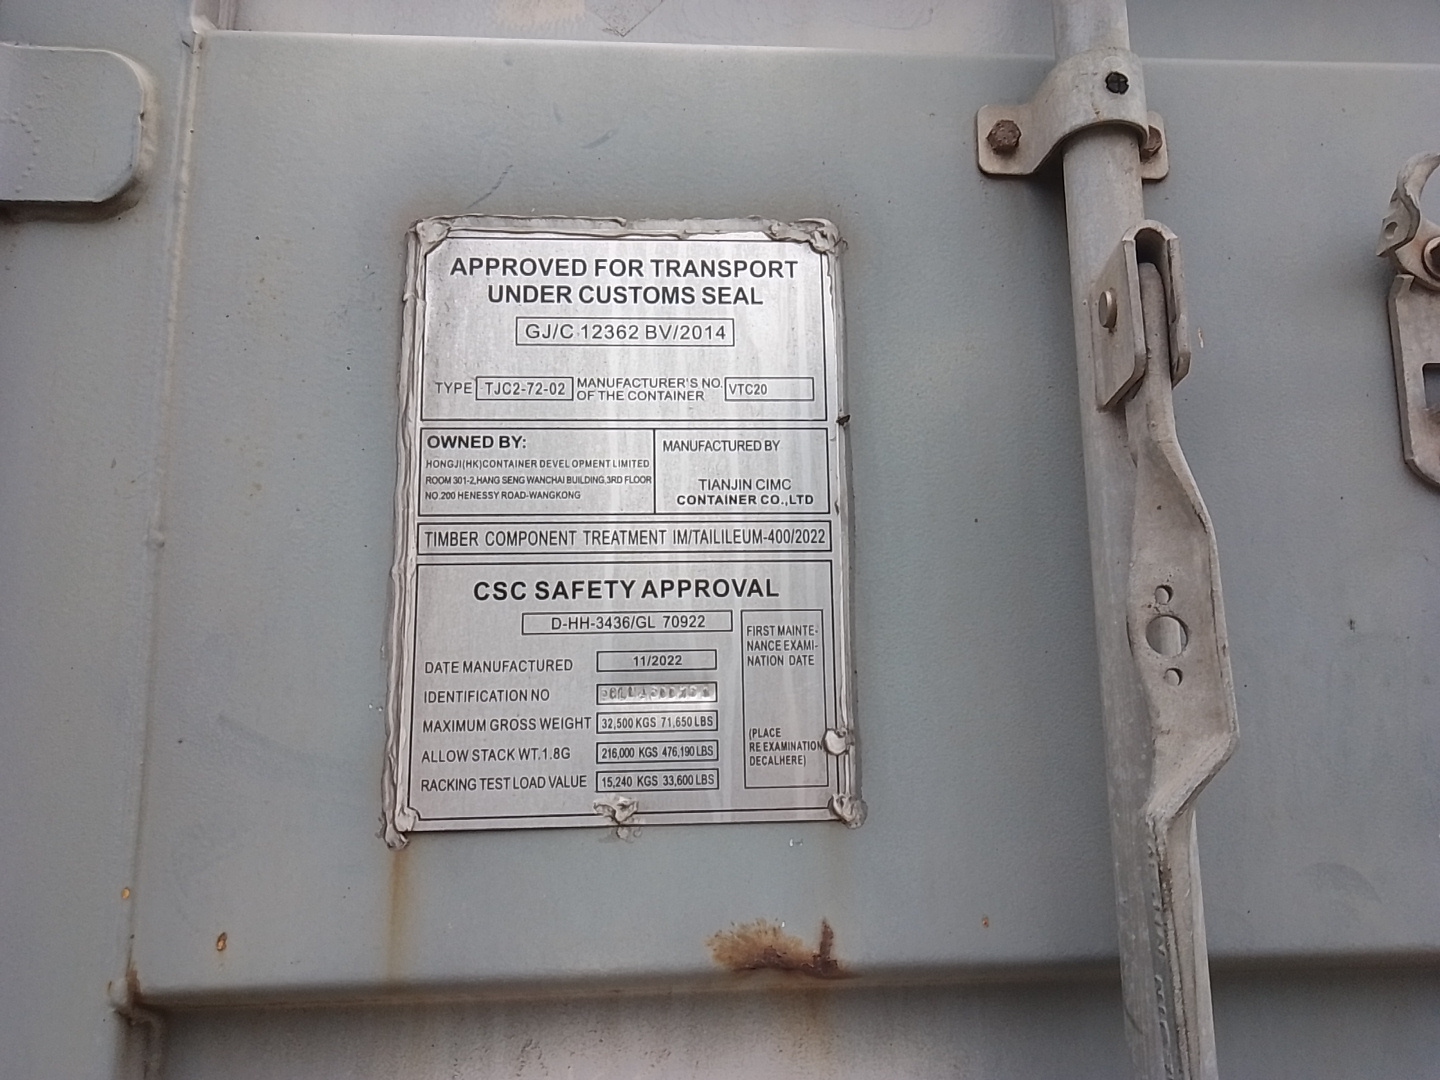 APPROVED FOR TRANSPORT
UNDER CUSTOMS SEAL
GJ/C 12362 BV/2014
TYPE TJC2-72-02 MANUFACTURER'S NO. OF THE CONTAINER VTC20
OWNED BY:
HONGJI(HK)CONTAINER DEVELOPMENT LIMITED
ROOM 301-2,HANG SENG WANCHAI BUILDING,3RD FLOOR
NO.200 HENESSY ROAD-WANGKONG
MANUFACTURED BY
TIANJIN CIMC
CONTAINER CO.,LTD
TIMBER COMPONENT TREATMENT IM/TAILILEUM-400/2022
CSC SAFETY APPROVAL
D-HH-3436/GL 70922
DATE MANUFACTURED 11/2022
IDENTIFICATION NO
MAXIMUM GROSS WEIGHT 32,500 KGS 71,650 LBS
ALLOW STACK WT.1.8G 216,000 KGS 476,190 LBS
RACKING TEST LOAD VALUE 15,240 KGS 33,600 LBS
FIRST MAINTE-
NANCE EXAMI-
NATION DATE
(PLACE
RE EXAMINATION
DECALHERE)